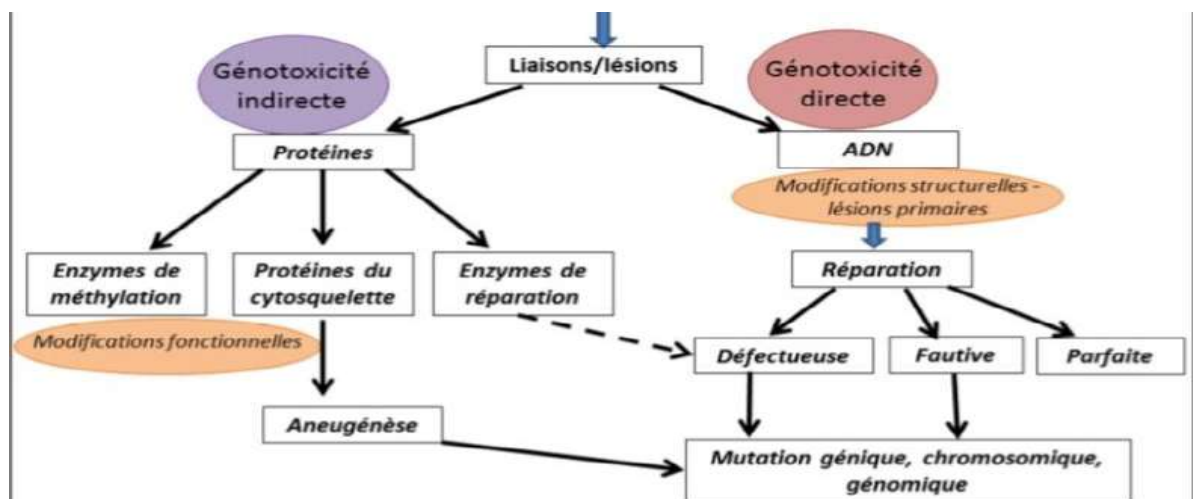 Génotoxicité
indirecte
Liaisons/lésions
Génotoxicité
directe
Protéines
ADN
Modifications structurelles -
lésions primaires
Enzymes de
méthylation
Protéines du
cytosquelette
Enzymes de
réparation
Réparation
Modifications fonctionnelles
Défectueuse
Fautive
Parfaite
Aneugénèse
Mutation génique, chromosomique,
génomique